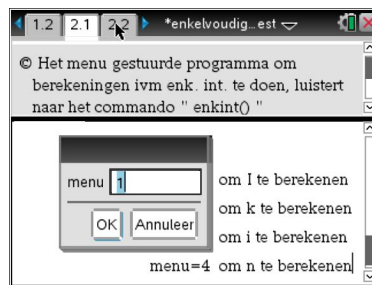 1.2 2.1 2.2 *enkelvoudig…est
© Het menu gestuurde programma om
berekeningen ivm enk. int. te doen, luistert
naar het commando " enkint() "
menu 1 om I te berekenen
OK Annuleer om k te berekenen
om i te berekenen
menu=4 om n te berekenen